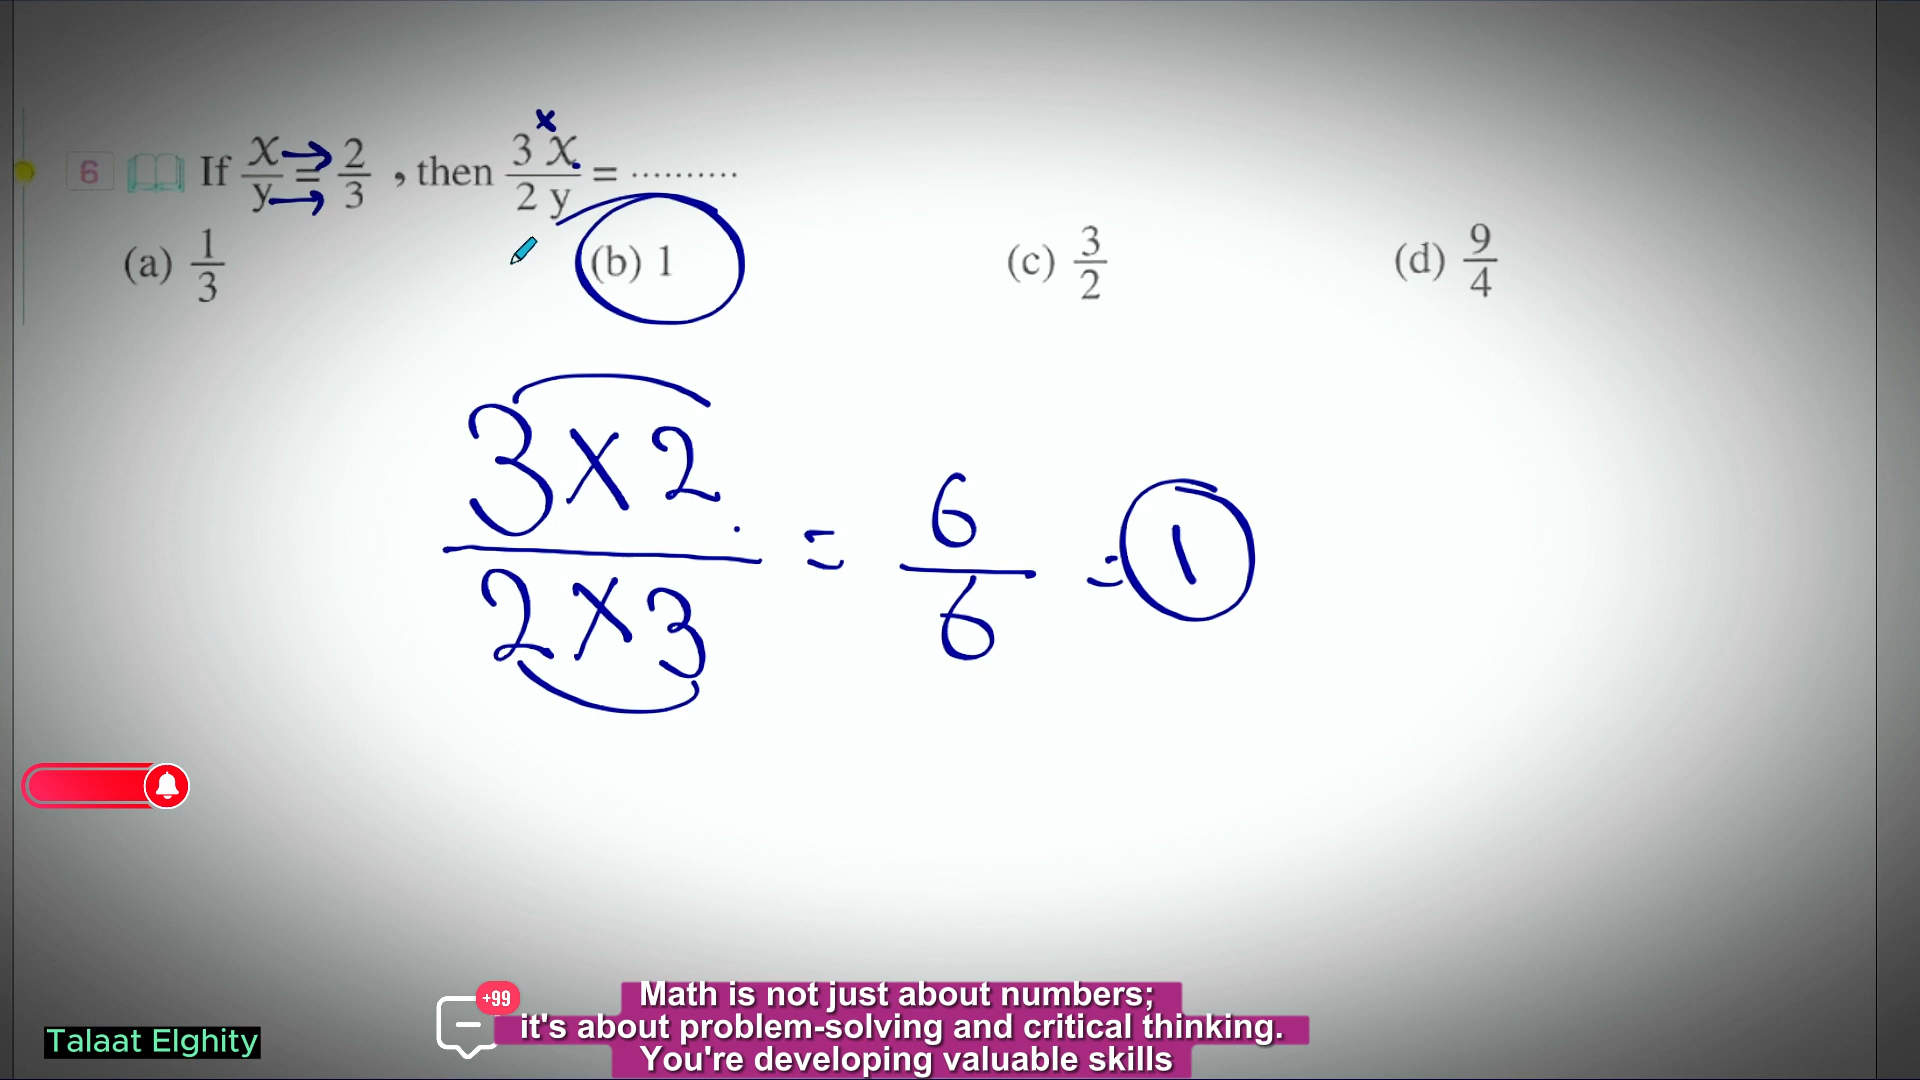 6 If x/y = 2/3 , then 3 x/2 y = ..........
(a) 1/3 (b) 1 (c) 3/2 (d) 9/4
3 × 2 / 2 × 3 = 6/6 = 1
+99
Math is not just about numbers;
it's about problem-solving and critical thinking.
You're developing valuable skills
Talaat Elghity